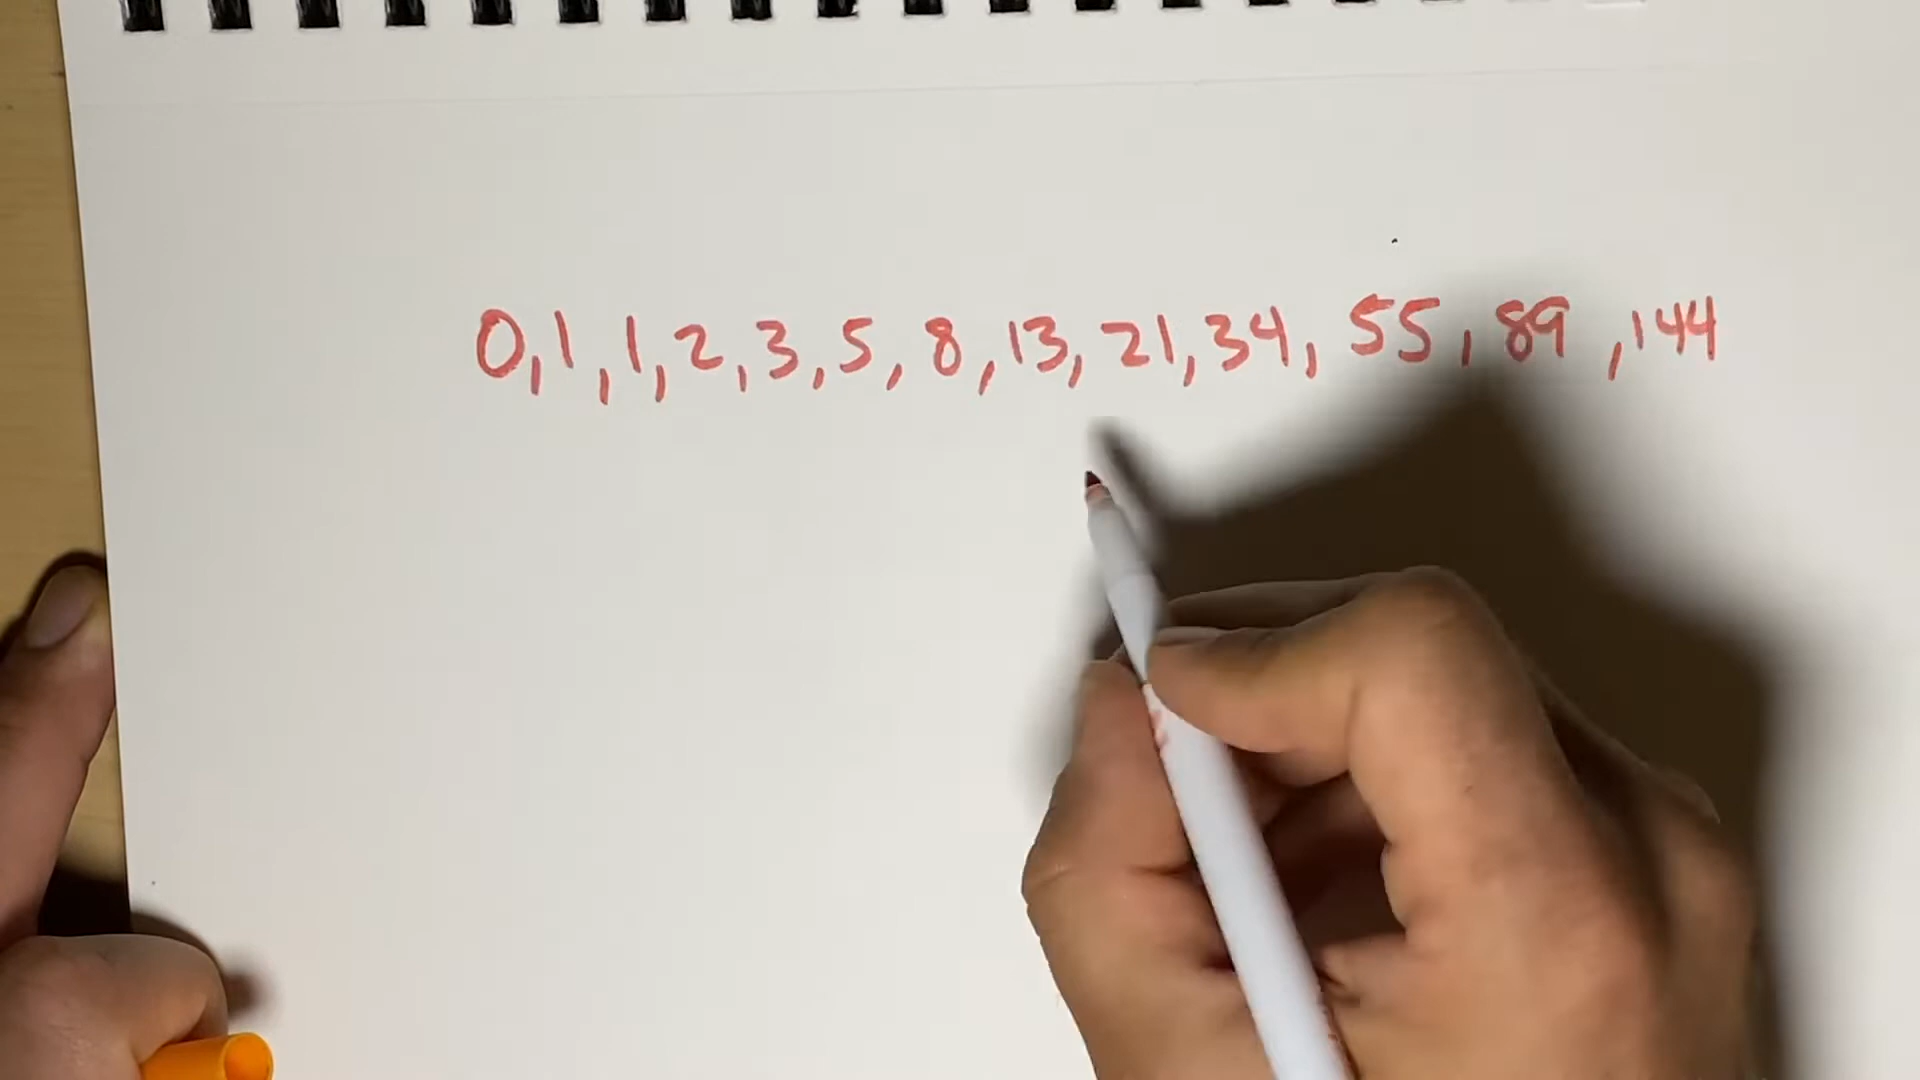 0, 1, 1, 2, 3, 5, 8, 13, 21, 34, 55, 89, 144